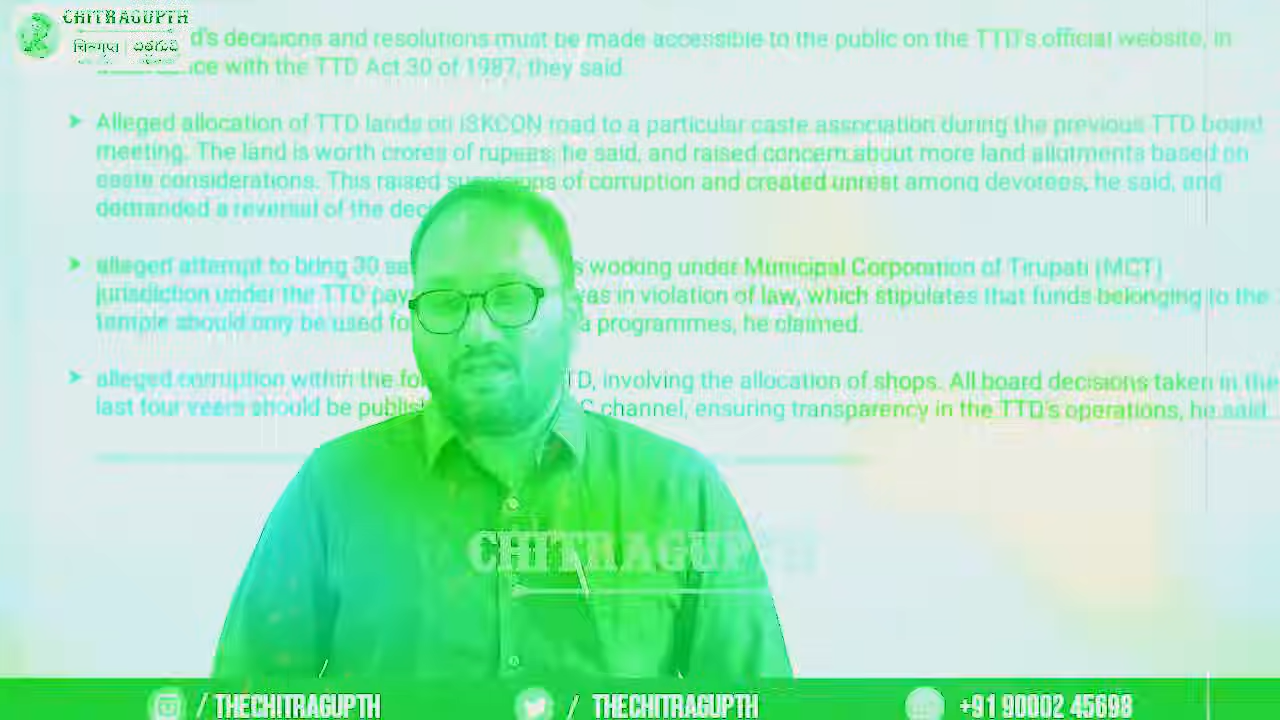 CHITRAGUPTH
चित्रगुप्त चित्रगुप्त
d's decisions and resolutions must be made accessible to the public on the TTD's official website, in
ce with the TTD Act 30 of 1987, they said.
➤ Alleged allocation of TTD lands on ISKCON road to a particular caste association during the previous TTD board
meeting. The land is worth crores of rupees, he said, and raised concern about more land allotments based on
caste considerations. This raised of corruption and created unrest among devotees, he said, and
demanded a reversal of the
➤ alleged attempt to bring 30 working under Municipal Corporation of Tirupati (MCT)
jurisdiction under the TTD was in violation of law, which stipulates that funds belonging to the
temple should only be used programmes, he claimed.
➤ alleged corruption within the involving the allocation of shops. All board decisions taken in the
last four years should be channel, ensuring transparency in the TTD's operations, he said.
CHITRAGUPTH
/ THECHITRAGUPTH / THECHITRAGUPTH +91 90002 45698